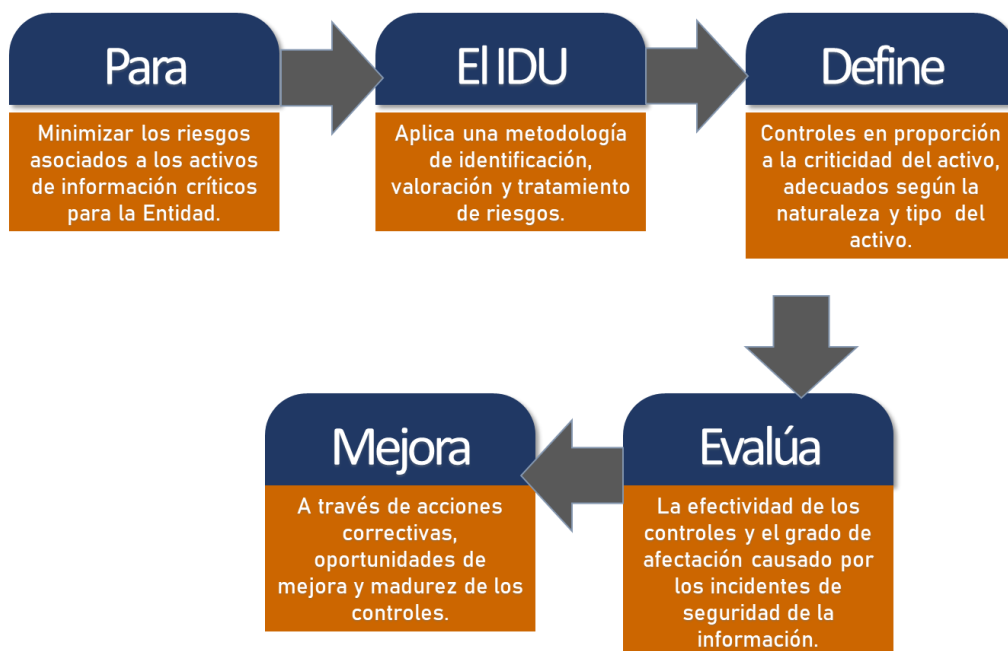 Para
Minimizar los riesgos
asociados a los activos
de información críticos
para la Entidad.
El IDU
Aplica una metodología
de identificación,
valoración y tratamiento
de riesgos.
Define
Controles en proporción
a la criticidad del activo,
adecuados según la
naturaleza y tipo del
activo.
Evalúa
La efectividad de los
controles y el grado de
afectación causado por
los incidentes de
seguridad de la
información.
Mejora
A través de acciones
correctivas,
oportunidades de
mejora y madurez de los
controles.